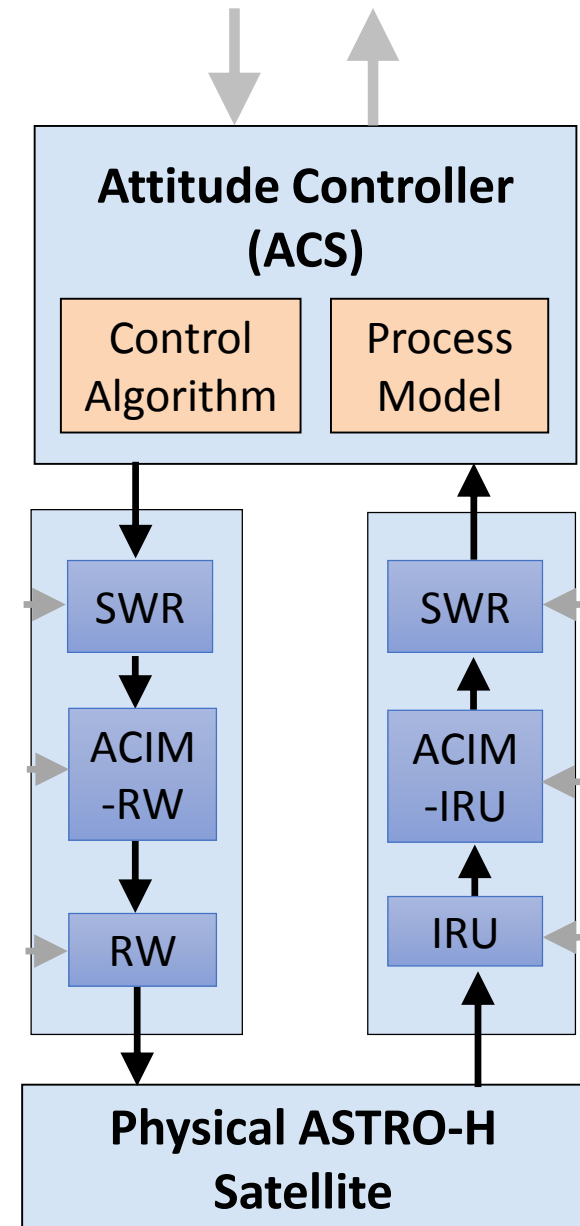 Attitude Controller
(ACS)
Control
Algorithm
Process
Model
SWR
ACIM
-RW
RW
SWR
ACIM
-IRU
IRU
Physical ASTRO-H
Satellite